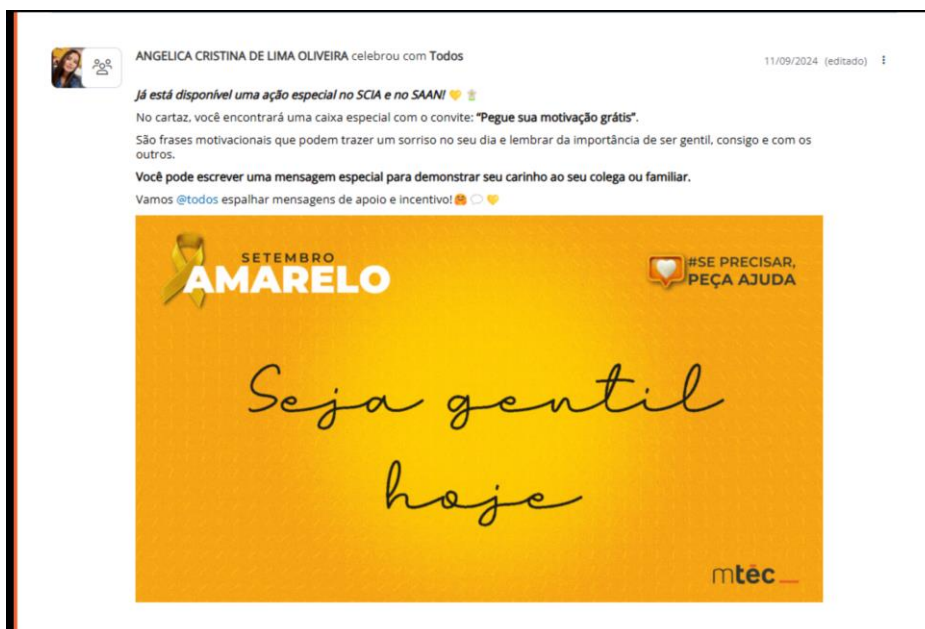 ANGELICA CRISTINA DE LIMA OLIVEIRA celebrou com Todos
11/09/2024 (editado)
Já está disponível uma ação especial no SCIA e no SAAN! 💛
No cartaz, você encontrará uma caixa especial com o convite: “Pegue sua motivação grátis”.
São frases motivacionais que podem trazer um sorriso no seu dia e lembrar da importância de ser gentil, consigo e com os
outros.
Você pode escrever uma mensagem especial para demonstrar seu carinho ao seu colega ou familiar.
Vamos @todos espalhar mensagens de apoio e incentivo!🤗💬💛
SETEMBRO
AMARELO
#SE PRECISAR,
PEÇA AJUDA
Seja gentil
hoje
mtēc_